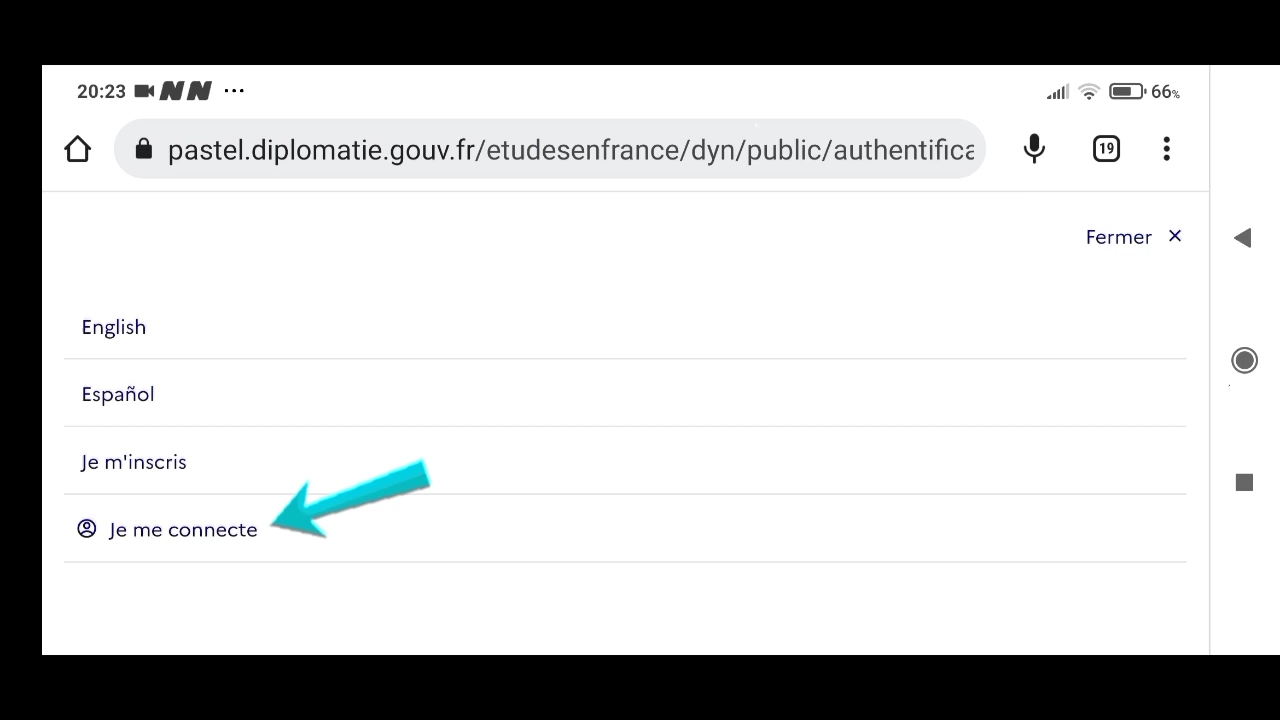 20:23 NN ... 66%
pastel.diplomatie.gouv.fr/etudesenfrance/dyn/public/authentifica 19
Fermer ×
English
Español
Je m'inscris
Je me connecte